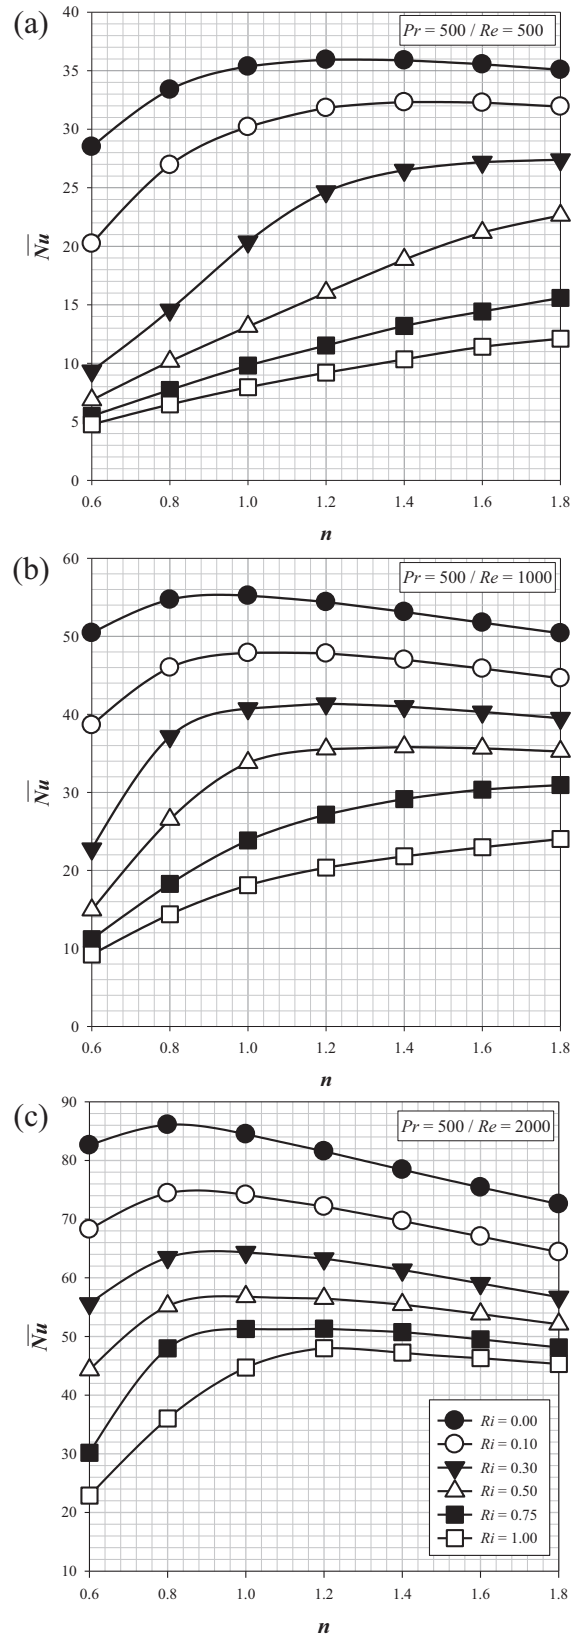 (a)
Pr = 500 / Re = 500
40
35
30
25
20
15
10
5
0
Nu
0.6 0.8 1.0 1.2 1.4 1.6 1.8
n
(b)
Pr = 500 / Re = 1000
60
50
40
30
20
10
0
Nu
0.6 0.8 1.0 1.2 1.4 1.6 1.8
n
(c)
Pr = 500 / Re = 2000
90
80
70
60
50
40
30
20
10
Nu
Ri = 0.00
Ri = 0.10
Ri = 0.30
Ri = 0.50
Ri = 0.75
Ri = 1.00
0.6 0.8 1.0 1.2 1.4 1.6 1.8
n